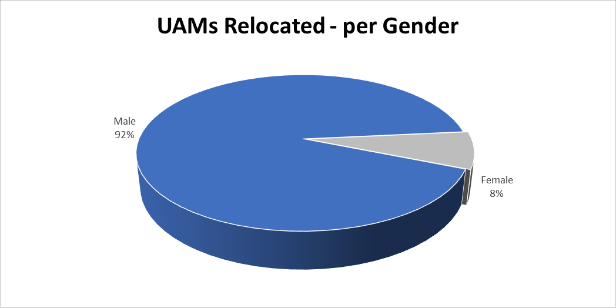 UAMs Relocated - per Gender
Male
92%
Female
8%